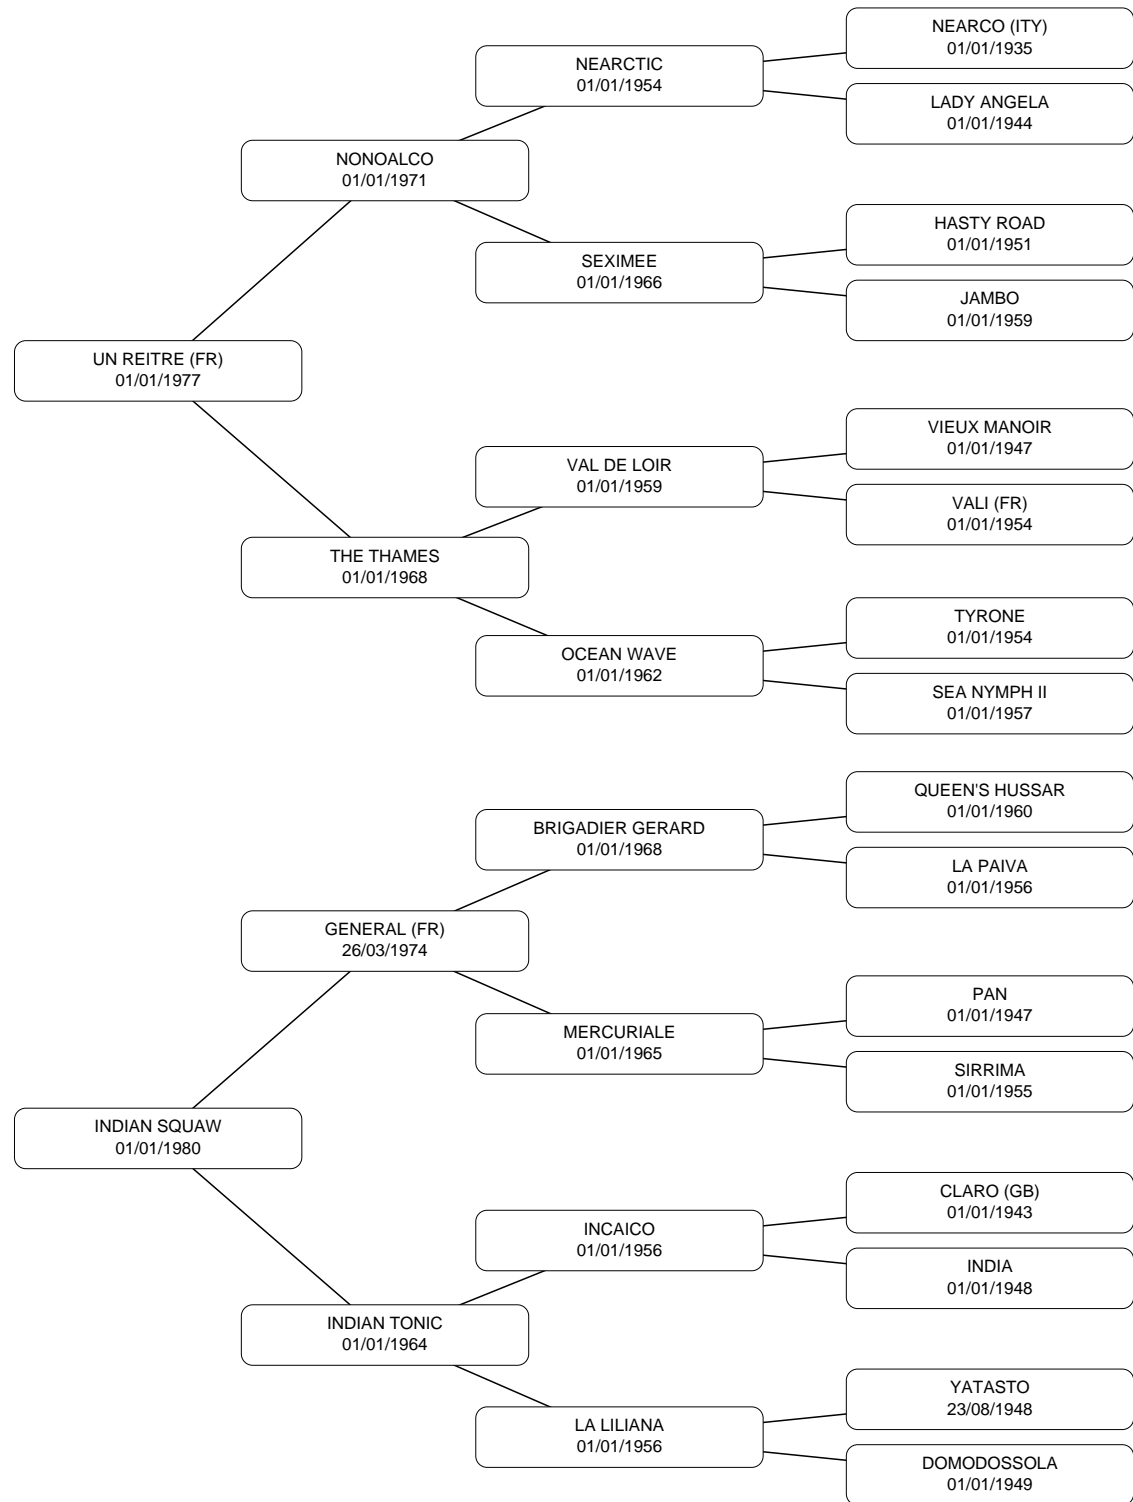 NEARCO (ITY)
01/01/1935
NEARCTIC
01/01/1954
LADY ANGELA
01/01/1944
NONOALCO
01/01/1971
HASTY ROAD
01/01/1951
SEXIMEE
01/01/1966
JAMBO
01/01/1959
UN REITRE (FR)
01/01/1977
VIEUX MANOIR
01/01/1947
VAL DE LOIR
01/01/1959
VALI (FR)
01/01/1954
THE THAMES
01/01/1968
TYRONE
01/01/1954
OCEAN WAVE
01/01/1962
SEA NYMPH II
01/01/1957
QUEEN'S HUSSAR
01/01/1960
BRIGADIER GERARD
01/01/1968
LA PAIVA
01/01/1956
GENERAL (FR)
26/03/1974
PAN
01/01/1947
MERCURIALE
01/01/1965
SIRRIMA
01/01/1955
INDIAN SQUAW
01/01/1980
CLARO (GB)
01/01/1943
INCAICO
01/01/1956
INDIA
01/01/1948
INDIAN TONIC
01/01/1964
YATASTO
23/08/1948
LA LILIANA
01/01/1956
DOMODOSSOLA
01/01/1949